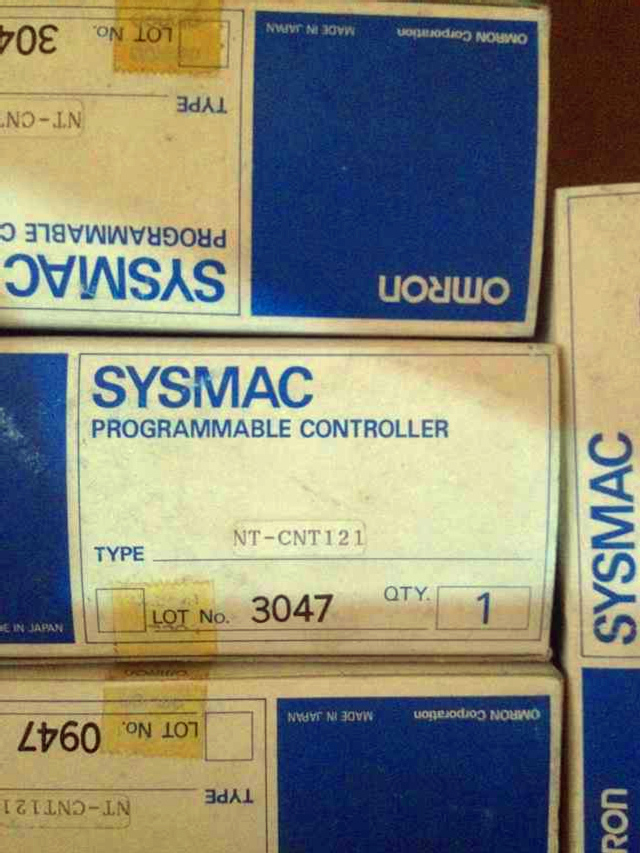 OMRON Corporation MADE IN JAPAN
LOT No. 304
TYPE
NT-CN
PROGRAMMABLE C
SYSMAC
OMRON
SYSMAC
PROGRAMMABLE CONTROLLER
TYPE NT-CNT121
LOT No. 3047 QTY. 1
E IN JAPAN
SYSMAC
RON
OMRON Corporation MADE IN JAPAN
LOT No. 0947
TYPE
NT-CNT121